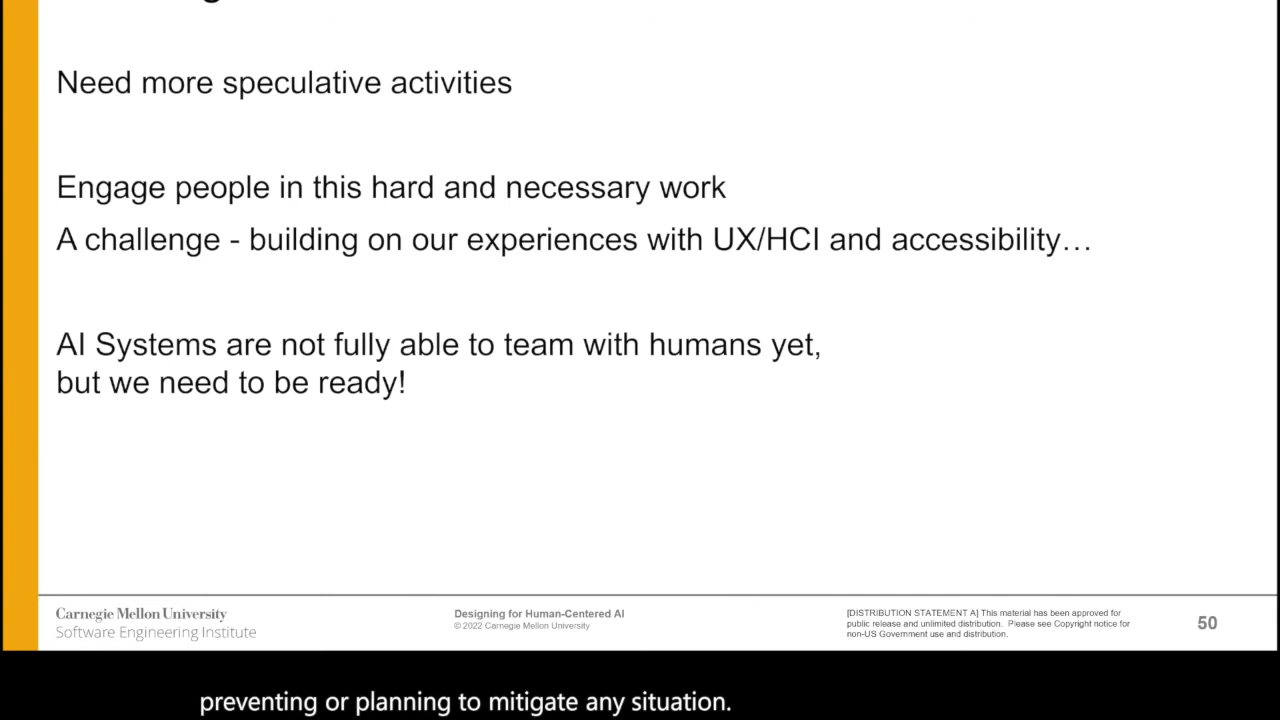 Need more speculative activities
Engage people in this hard and necessary work
A challenge - building on our experiences with UX/HCI and accessibility…
AI Systems are not fully able to team with humans yet,
but we need to be ready!
Carnegie Mellon University
Software Engineering Institute
Designing for Human-Centered AI
© 2022 Carnegie Mellon University
[DISTRIBUTION STATEMENT A] This material has been approved for
public release and unlimited distribution. Please see Copyright notice for
non-US Government use and distribution.
50
preventing or planning to mitigate any situation.